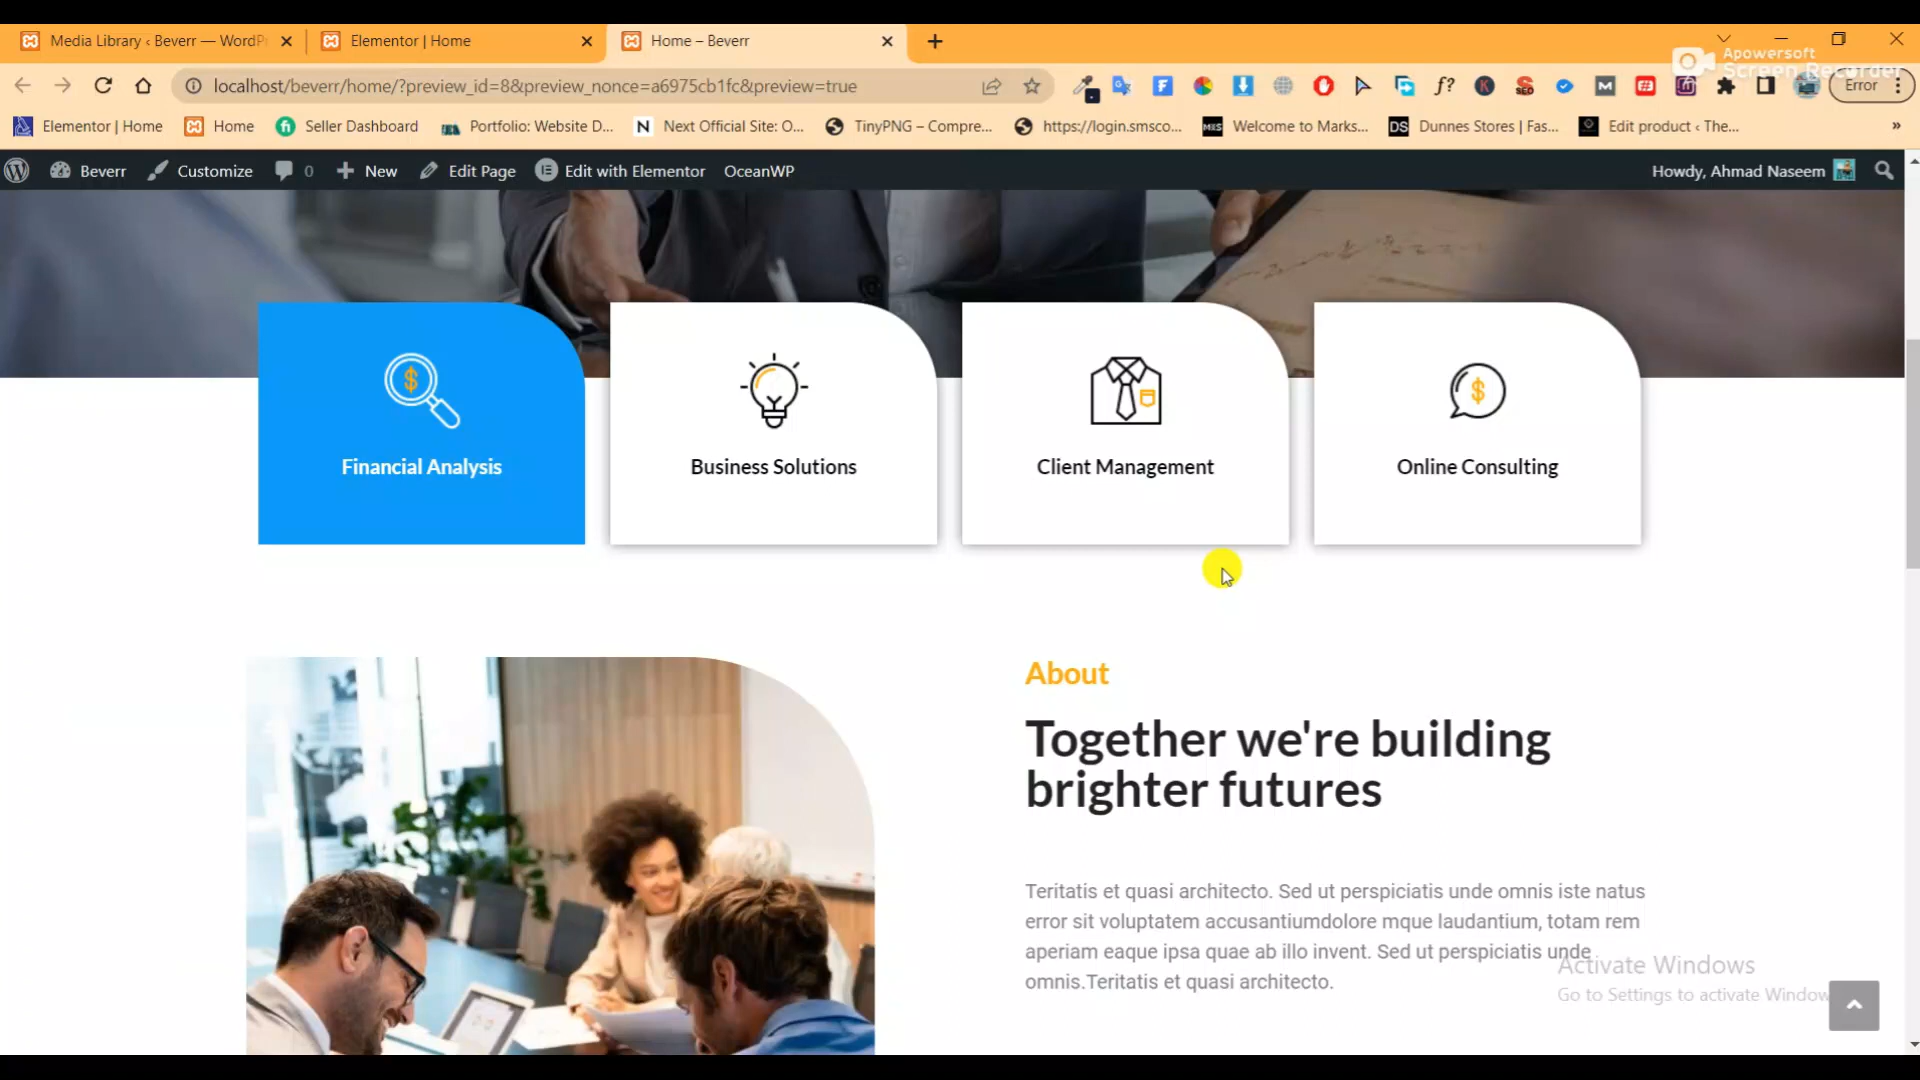 Media Library ‹ Beverr — WordP
Elementor | Home
Home – Beverr
Apowersoft
Screen Recorder
localhost/beverr/home/?preview_id=8&preview_nonce=a6975cb1fc&preview=true
Error
Elementor | Home
Home
Seller Dashboard
Portfolio: Website D...
Next Official Site: O...
TinyPNG – Compre...
https://login.smsco...
Welcome to Marks...
Dunnes Stores | Fas...
Edit product ‹ The...
Beverr
Customize
0
New
Edit Page
Edit with Elementor
OceanWP
Howdy, Ahmad Naseem
Financial Analysis
Business Solutions
Client Management
Online Consulting
About
Together we're building
brighter futures
Teritatis et quasi architecto. Sed ut perspiciatis unde omnis iste natus
error sit voluptatem accusantiumdolore mque laudantium, totam rem
aperiam eaque ipsa quae ab illo invent. Sed ut perspiciatis unde
omnis.Teritatis et quasi architecto.
Activate Windows
Go to Settings to activate Window